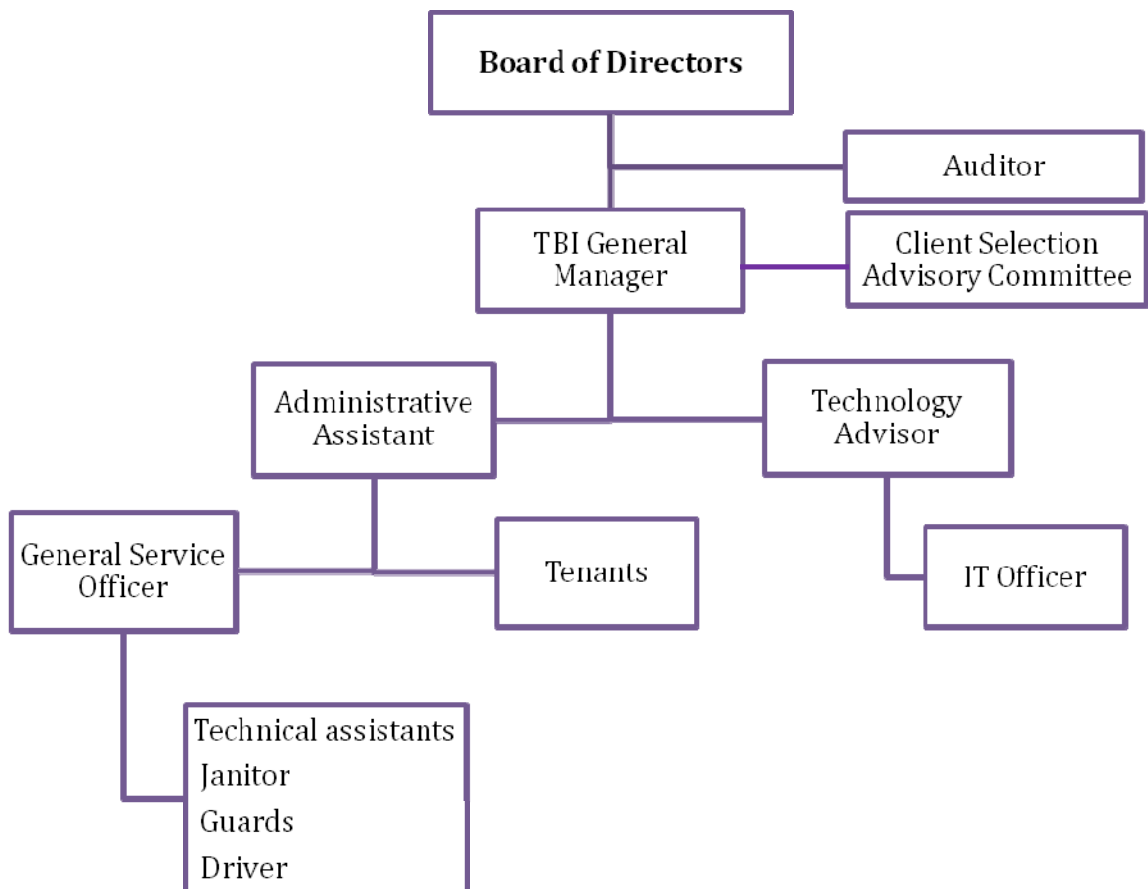 Board of Directors
Auditor
TBI General
Manager
Client Selection
Advisory Committee
Administrative
Assistant
Technology
Advisor
General Service
Officer
Tenants
IT Officer
Technical assistants
Janitor
Guards
Driver